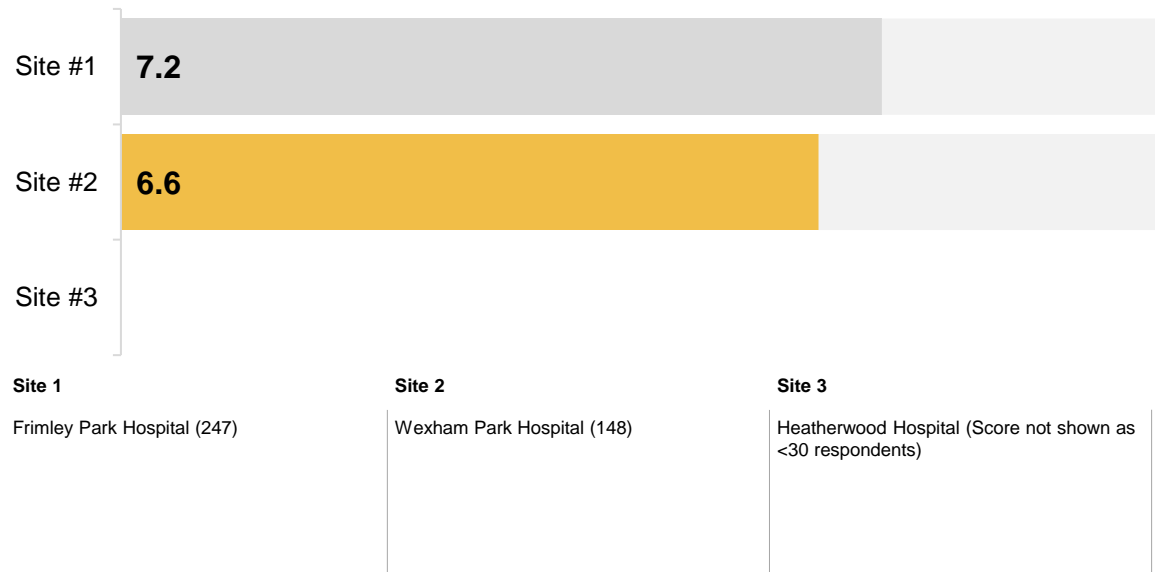 Site #1
7.2
Site #2
6.6
Site #3
Site 1
Frimley Park Hospital (247)
Site 2
Wexham Park Hospital (148)
Site 3
Heatherwood Hospital (Score not shown as
<30 respondents)